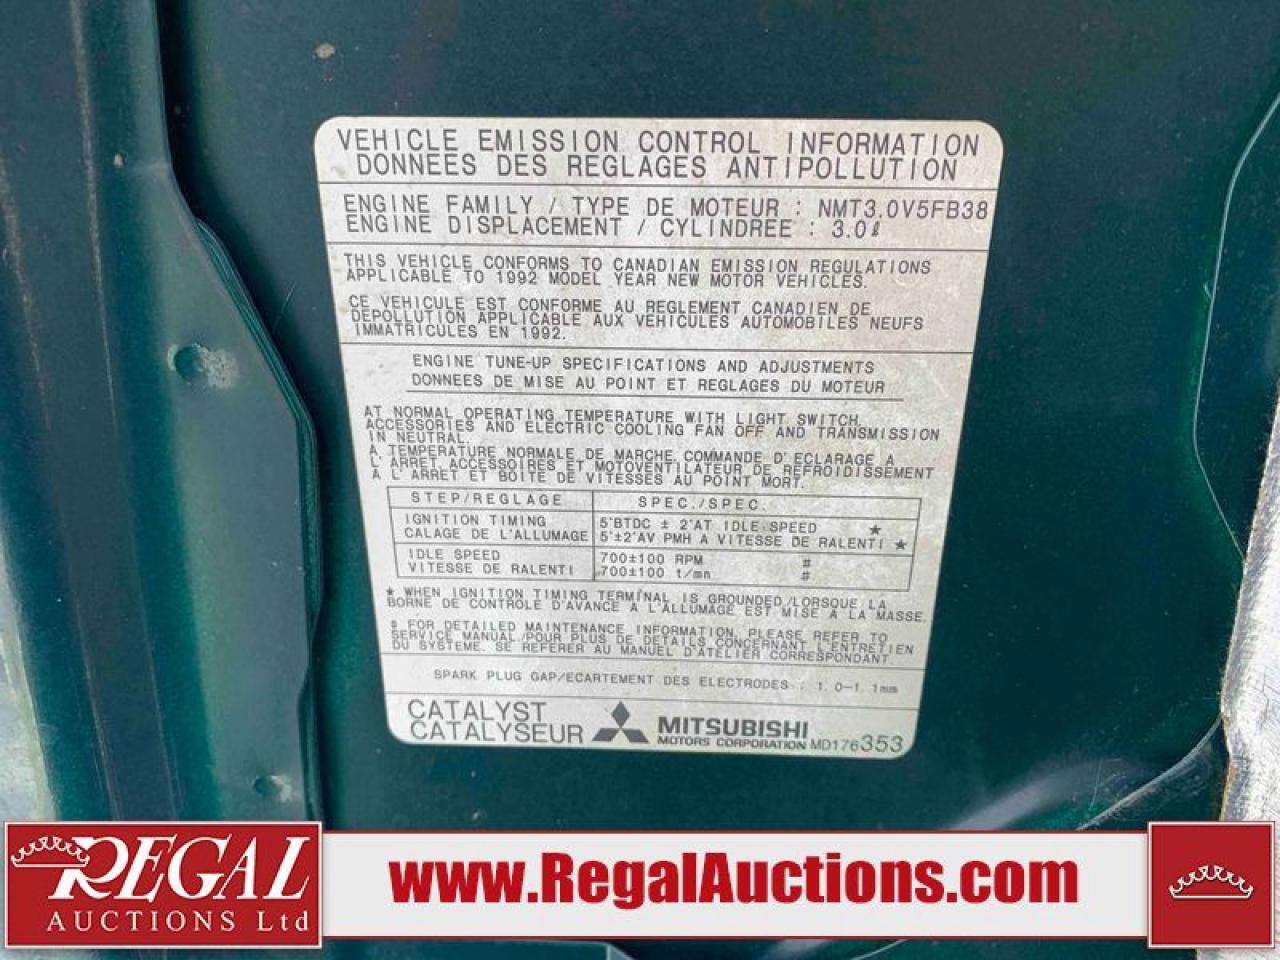 VEHICLE EMISSION CONTROL INFORMATION
DONNEES DES REGLAGES ANTIPOLLUTION
ENGINE FAMILY / TYPE DE MOTEUR : NMT3.0V5FB38
ENGINE DISPLACEMENT / CYLINDREE : 3.0ℓ
THIS VEHICLE CONFORMS TO CANADIAN EMISSION REGULATIONS
APPLICABLE TO 1992 MODEL YEAR NEW MOTOR VEHICLES.
CE VEHICULE EST CONFORME AU REGLEMENT CANADIEN DE
DEPOLLUTION APPLICABLE AUX VEHICULES AUTOMOBILES NEUFS
IMMATRICULES EN 1992.
ENGINE TUNE-UP SPECIFICATIONS AND ADJUSTMENTS
DONNEES DE MISE AU POINT ET REGLAGES DU MOTEUR
AT NORMAL OPERATING TEMPERATURE WITH LIGHT SWITCH,
ACCESSORIES AND ELECTRIC COOLING FAN OFF AND TRANSMISSION
IN NEUTRAL.
A TEMPERATURE NORMALE DE MARCHE, COMMANDE D'ECLARAGE A
L'ARRET, ACCESSOIRES ET MOTOVENTILATEUR DE REFROIDISSEMENT
A L'ARRET ET BOITE DE VITESSES AU POINT MORT.
STEP/REGLAGE SPEC./SPEC.
IGNITION TIMING 5°BTDC ± 2°AT IDLE SPEED ★
CALAGE DE L'ALLUMAGE 5°±2°AV PMH A VITESSE DE RALENTI ★
IDLE SPEED 700±100 RPM #
VITESSE DE RALENTI 700±100 t/mn #
★ WHEN IGNITION TIMING TERMINAL IS GROUNDED/LORSQUE LA
BORNE DE CONTROLE D'AVANCE A L'ALLUMAGE EST MISE A LA MASSE.
# FOR DETAILED MAINTENANCE INFORMATION, PLEASE REFER TO
SERVICE MANUAL/POUR PLUS DE DETAILS CONCERNANT L'ENTRETIEN
DU SYSTEME, SE REFERER AU MANUEL D'ATELIER CORRESPONDANT.
SPARK PLUG GAP/ECARTEMENT DES ELECTRODES : 1.0-1.1mm
CATALYST
CATALYSEUR
MITSUBISHI
MOTORS CORPORATION MD176353
REGAL
AUCTIONS Ltd
www.RegalAuctions.com